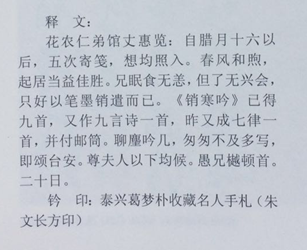 释　文：
花农仁弟馆丈惠览：自腊月十六以
后，五次寄笺，想均照入。春风和煦，
起居当益佳胜。兄眠食无恙，但了无兴会，
只好以笔墨销遣而已。《销寒吟》已得
九首，又作九言诗一首，昨又成七律一
首，并付邮筒。聊尘吟几，匆匆不及多写，
即颂台安。尊夫人以下均候。愚兄樾顿首。
二十日。
钤　印：泰兴葛梦朴收藏名人手札（朱
文长方印）